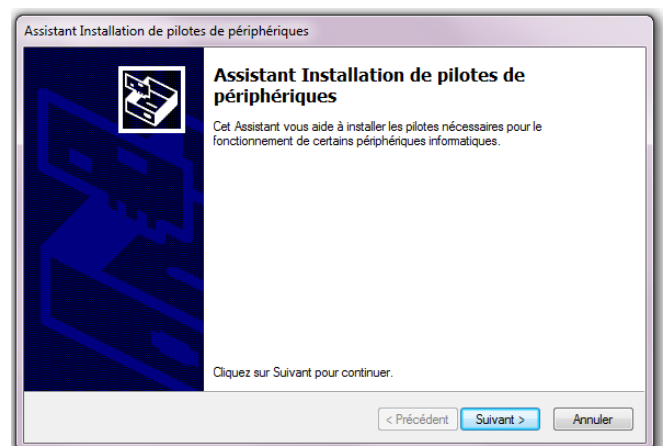 Assistant Installation de pilotes de périphériques
Assistant Installation de pilotes de
périphériques
Cet Assistant vous aide à installer les pilotes nécessaires pour le
fonctionnement de certains périphériques informatiques.
Cliquez sur Suivant pour continuer.
< Précédent Suivant > Annuler